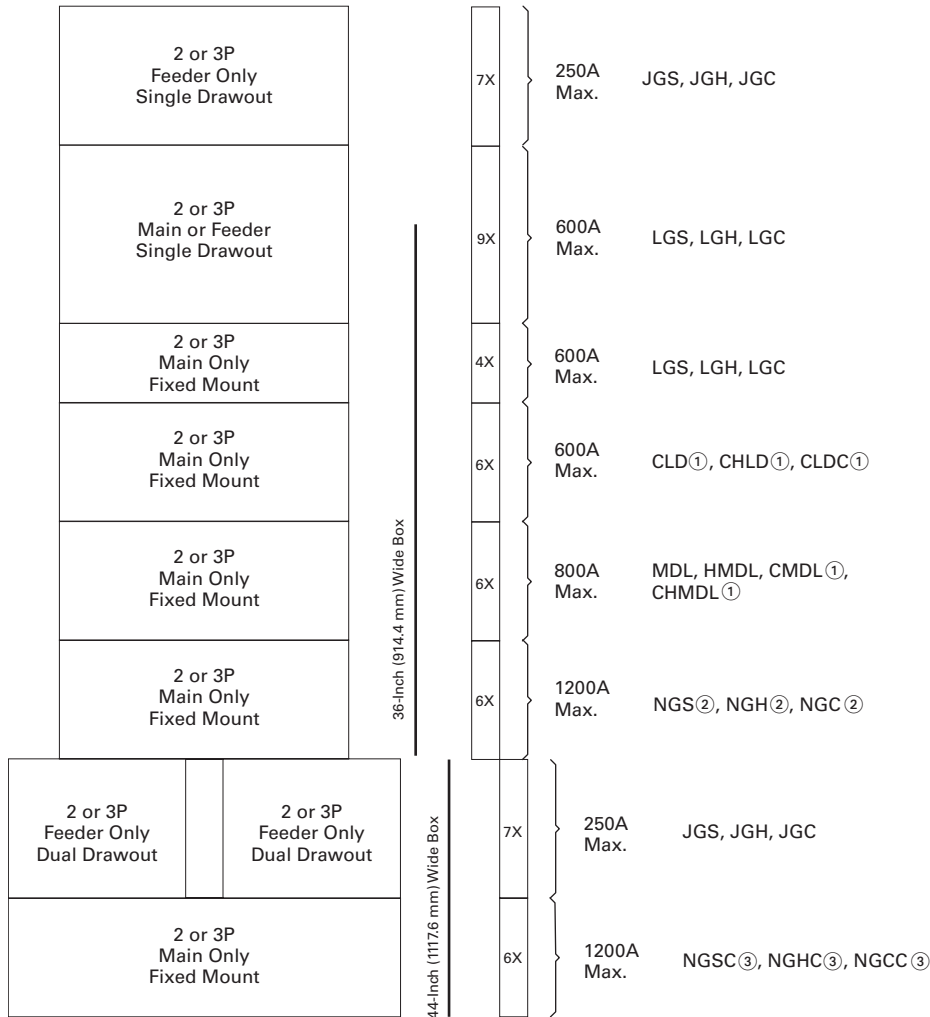 2 or 3P
Feeder Only
Single Drawout
7X
250A
Max.
JGS, JGH, JGC
2 or 3P
Main or Feeder
Single Drawout
9X
600A
Max.
LGS, LGH, LGC
2 or 3P
Main Only
Fixed Mount
4X
600A
Max.
LGS, LGH, LGC
2 or 3P
Main Only
Fixed Mount
6X
600A
Max.
CLD①, CHLD①, CLDC①
2 or 3P
Main Only
Fixed Mount
6X
800A
Max.
MDL, HMDL, CMDL①,
CHMDL①
2 or 3P
Main Only
Fixed Mount
6X
1200A
Max.
NGS②, NGH②, NGC②
36-Inch (914.4 mm) Wide Box
2 or 3P
Feeder Only
Dual Drawout
2 or 3P
Feeder Only
Dual Drawout
7X
250A
Max.
JGS, JGH, JGC
2 or 3P
Main Only
Fixed Mount
6X
1200A
Max.
NGSC③, NGHC③, NGCC③
44-Inch (1117.6 mm) Wide Box